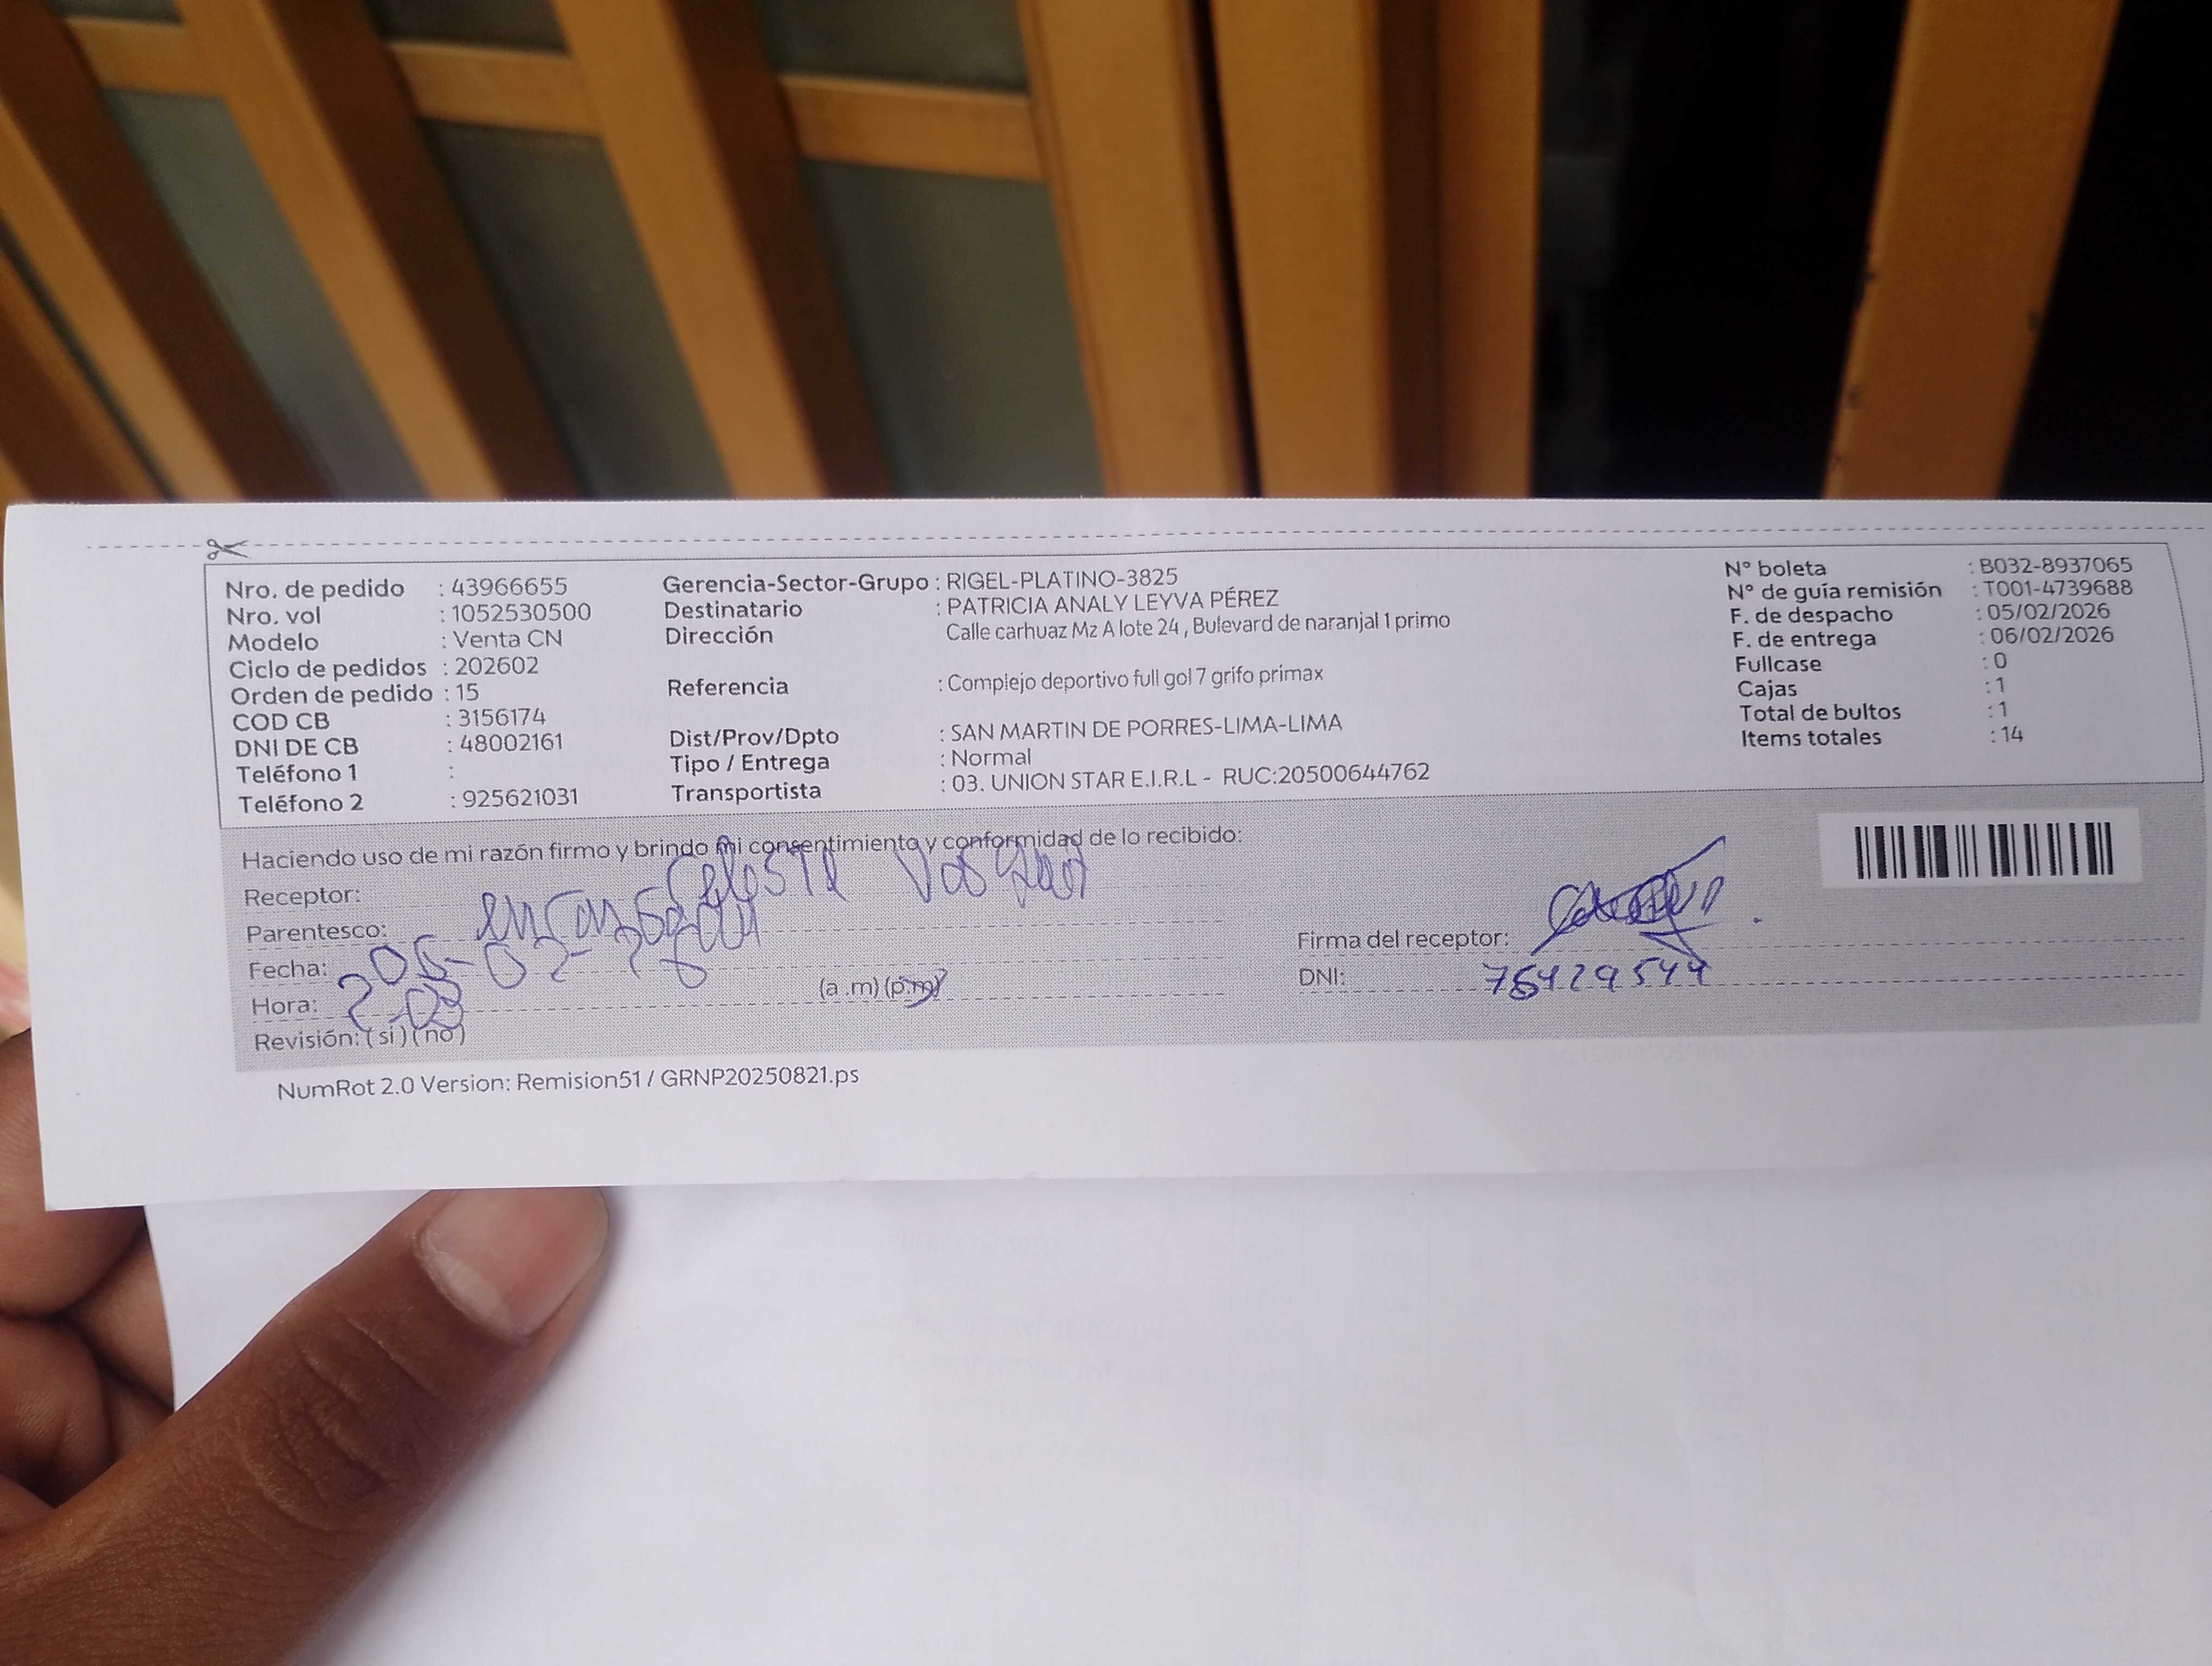 Nro. de pedido : 43966655
Nro. vol : 1052530500
Modelo : Venta CN
Ciclo de pedidos : 202602
Orden de pedido : 15
COD CB : 3156174
DNI DE CB : 48002161
Teléfono 1 :
Teléfono 2 : 925621031
Gerencia-Sector-Grupo : RIGEL-PLATINO-3825
Destinatario : PATRICIA ANALY LEYVA PÉREZ
Dirección Calle carhuaz Mz A lote 24 , Bulevard de naranjal 1 primo
Referencia : Complejo deportivo full gol 7 grifo primax
Dist/Prov/Dpto : SAN MARTIN DE PORRES-LIMA-LIMA
Tipo / Entrega : Normal
Transportista : 03. UNION STAR E.I.R.L - RUC:20500644762
N° boleta : B032-8937065
N° de guía remisión : T001-4739688
F. de despacho : 05/02/2026
F. de entrega : 06/02/2026
Fullcase : 0
Cajas : 1
Total de bultos : 1
Items totales : 14
Haciendo uso de mi razón firmo y brindo mi consentimiento y conformidad de lo recibido:
Receptor: Celeste
Parentesco:
Fecha:
Hora: (a .m) (p.m)
Revisión: ( si ) ( no )
Firma del receptor:
DNI:
NumRot 2.0 Version: Remision51 / GRNP20250821.ps